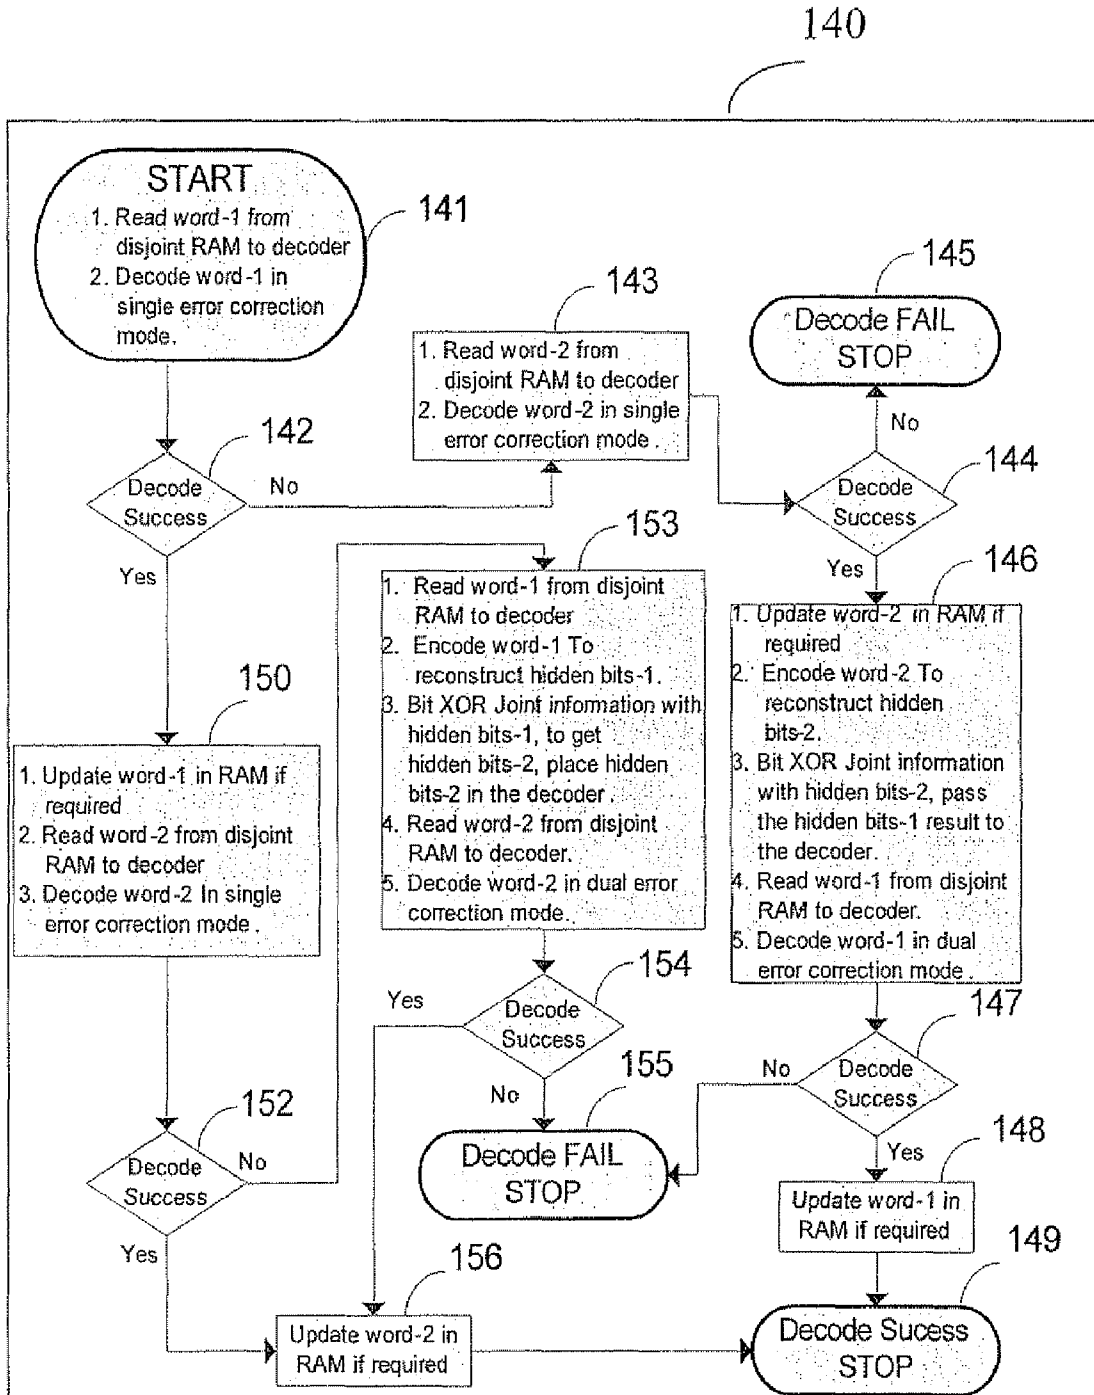 140
START
1. Read word-1 from
disjoint RAM to decoder
2. Decode word-1 in
single error correction
mode.
141
142
Decode
Success
No
Yes
143
1. Read word-2 from
disjoint RAM to decoder
2. Decode word-2 in single
error correction mode.
145
Decode FAIL
STOP
No
144
Decode
Success
Yes
146
1. Update word-2 in RAM if
required
2. Encode word-2 To
reconstruct hidden
bits-2.
3. Bit XOR Joint information
with hidden bits-2, pass
the hidden bits-1 result to
the decoder.
4. Read word-1 from disjoint
RAM to decoder.
5. Decode word-1 in dual
error correction mode.
153
1. Read word-1 from disjoint
RAM to decoder
2. Encode word-1 To
reconstruct hidden bits-1.
3. Bit XOR Joint information with
hidden bits-1, to get
hidden bits-2, place hidden
bits-2 in the decoder.
4. Read word-2 from disjoint
RAM to decoder.
5. Decode word-2 in dual error
correction mode.
150
1. Update word-1 in RAM if
required
2. Read word-2 from disjoint
RAM to decoder
3. Decode word-2 In single
error correction mode.
154
Decode
Success
Yes
No
147
Decode
Success
No
Yes
155
Decode FAIL
STOP
152
Decode
Success
No
Yes
148
Update word-1 in
RAM if required
156
Update word-2 in
RAM if required
149
Decode Sucess
STOP